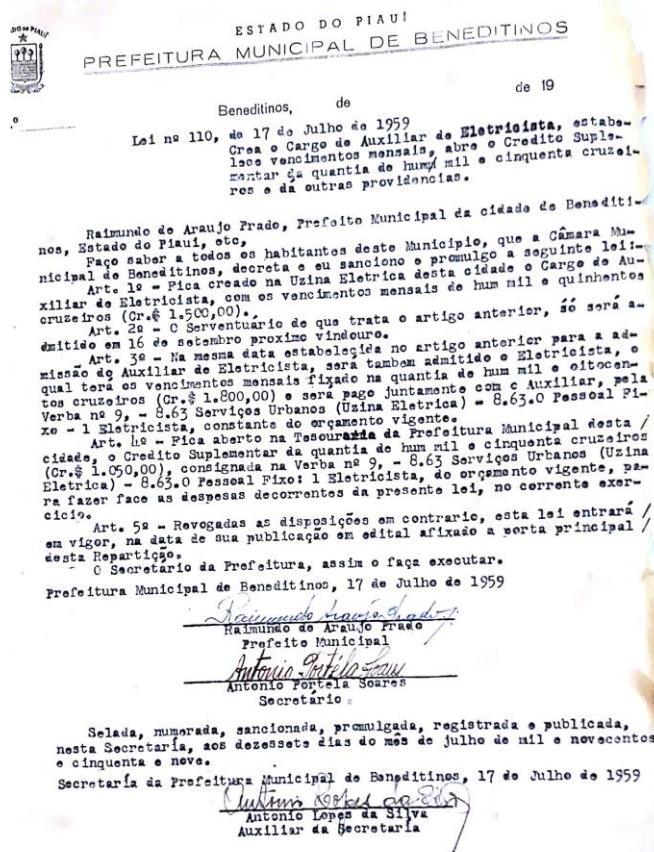 ESTADO DO PIAUÍ
PREFEITURA MUNICIPAL DE BENEDITINOS
Beneditinos, de de 19
Lei nº 110, de 17 de Julho de 1959
Crea o Cargo de Auxiliar de Eletricista, estabe-
lece vencimentos mensais, abre o Credito Suple-
mentar da quantia de hum mil e cinquenta cruzei-
ros e dá outras providencias.
Raimundo de Araujo Prado, Prefeito Municipal da cidade de Benediti-
nos, Estado do Piaui, etc,
Faço saber a todos os habitantes deste Municipio, que a Câmara Mu-
nicipal de Beneditinos, decreta e eu sanciono e promulgo a seguinte lei:-
Art. 1º - Fica creado na Uzina Eletrica desta cidade o Cargo de Au-
xiliar de Eletricista, com os vencimentos mensais de hum mil e quinhentos
cruzeiros (Cr.$ 1.500,00).
Art. 2º - O Serventuário de que trata o artigo anterior, só será a-
dmitido em 16 de setembro proximo vindouro.
Art. 3º - Na mesma data estabelecida no artigo anterior para a ad-
missão do Auxiliar de Eletricista, será tambem admitido o Eletricista, o
qual terá os vencimentos mensais fixado na quantia de hum mil e oitocen-
tos cruzeiros (Cr.$ 1.800,00) e será pago juntamente com o Auxiliar, pela
Verba nº 9, - 8.63 Serviços Urbanos (Uzina Eletrica) - 8.63.0 Pessoal Fi-
xo - 1 Eletricista, constante do orçamento vigente.
Art. 4º - Fica aberto na Tesouraria da Prefeitura Municipal desta /
cidade, o Credito Suplementar da quantia de hum mil e cinquenta cruzeiros
(Cr.$ 1.050,00), consignada na Verba nº 9, - 8.63 Serviços Urbanos (Uzina
Eletrica) - 8.63.0 Pessoal Fixo: 1 Eletricista, do orçamento vigente, pa-
ra fazer face as despesas decorrentes da presente lei, no corrente exer-
cicio.
Art. 5º - Revogadas as disposições em contrario, esta lei entrará /
em vigor, na data de sua publicação em edital afixado a porta principal /
desta Repartição.
O Secretário da Prefeitura, assim o faça executar.
Prefeitura Municipal de Beneditinos, 17 de Julho de 1959
Raimundo Araujo Prado
Raimundo de Araujo Prado
Prefeito Municipal
Antonio Portéla Soares
Antonio Portela Soares
Secretário
Selada, numerada, sancionada, promulgada, registrada e publicada,
nesta Secretaría, aos dezessete dias do mês de julho de mil e novecentos
e cinquenta e nove.
Secretaría da Prefeitura Municipal de Beneditinos, 17 de Julho de 1959
Antonio Lopes da Silva
Antonio Lopes da Silva
Auxiliar da Secretaría